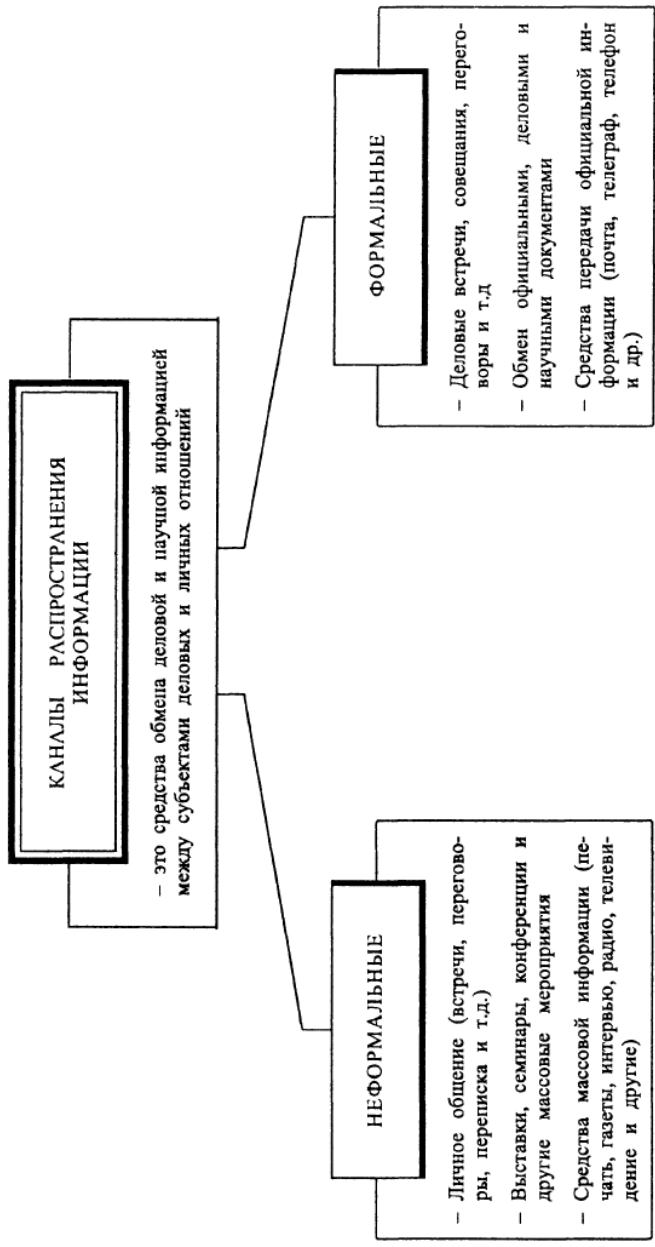 КАНАЛЫ РАСПРОСТРАНЕНИЯ
ИНФОРМАЦИИ
– это средства обмена деловой и научной информацией
между субъектами деловых и личных отношений
НЕФОРМАЛЬНЫЕ
– Личное общение (встречи, перегово-
ры, переписка и т.д.)
– Выставки, семинары, конференции и
другие массовые мероприятия
– Средства массовой информации (пе-
чать, газеты, интервью, радио, телеви-
дение и другие)
ФОРМАЛЬНЫЕ
– Деловые встречи, совещания, перего-
воры и т.д
– Обмен официальными, деловыми и
научными документами
– Средства передачи официальной ин-
формации (почта, телеграф, телефон
и др.)